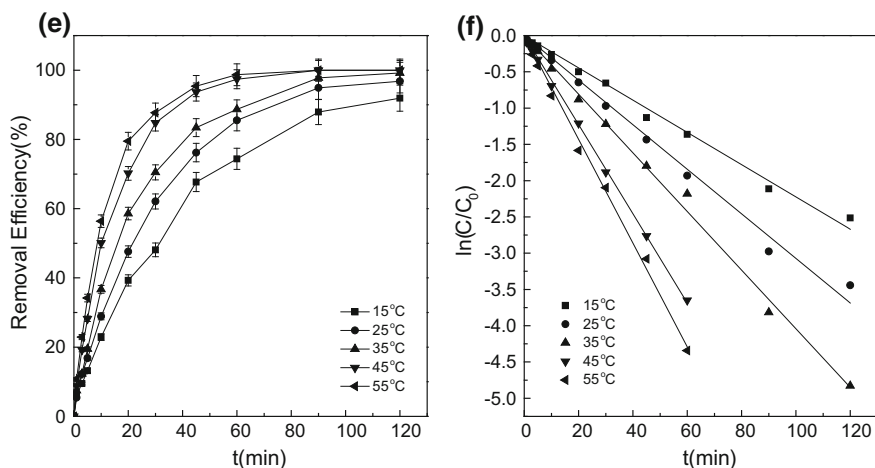 (e)
Removal Efficiency(%)
100
80
60
40
20
0
0 20 40 60 80 100 120
t(min)
15°C
25°C
35°C
45°C
55°C
(f)
ln(C/C0)
0.0
-0.5
-1.0
-1.5
-2.0
-2.5
-3.0
-3.5
-4.0
-4.5
-5.0
0 20 40 60 80 100 120
t(min)
15°C
25°C
35°C
45°C
55°C